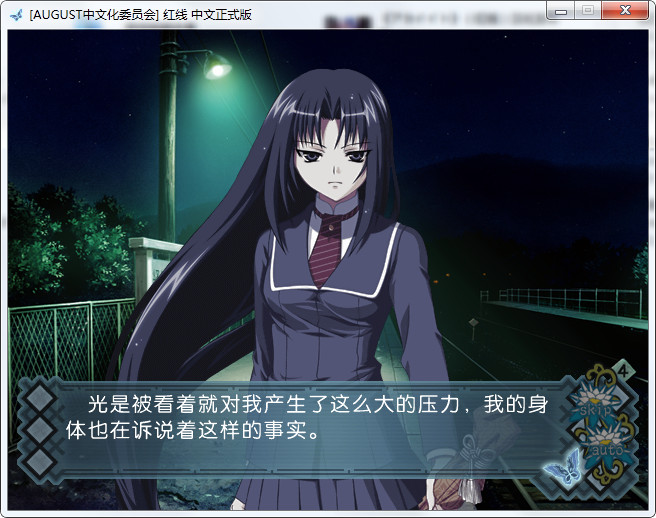 [AUGUST中文化委员会] 红线 中文正式版
光是被看着就对我产生了这么大的压力，我的身
体也在诉说着这样的事实。
4
skip
auto